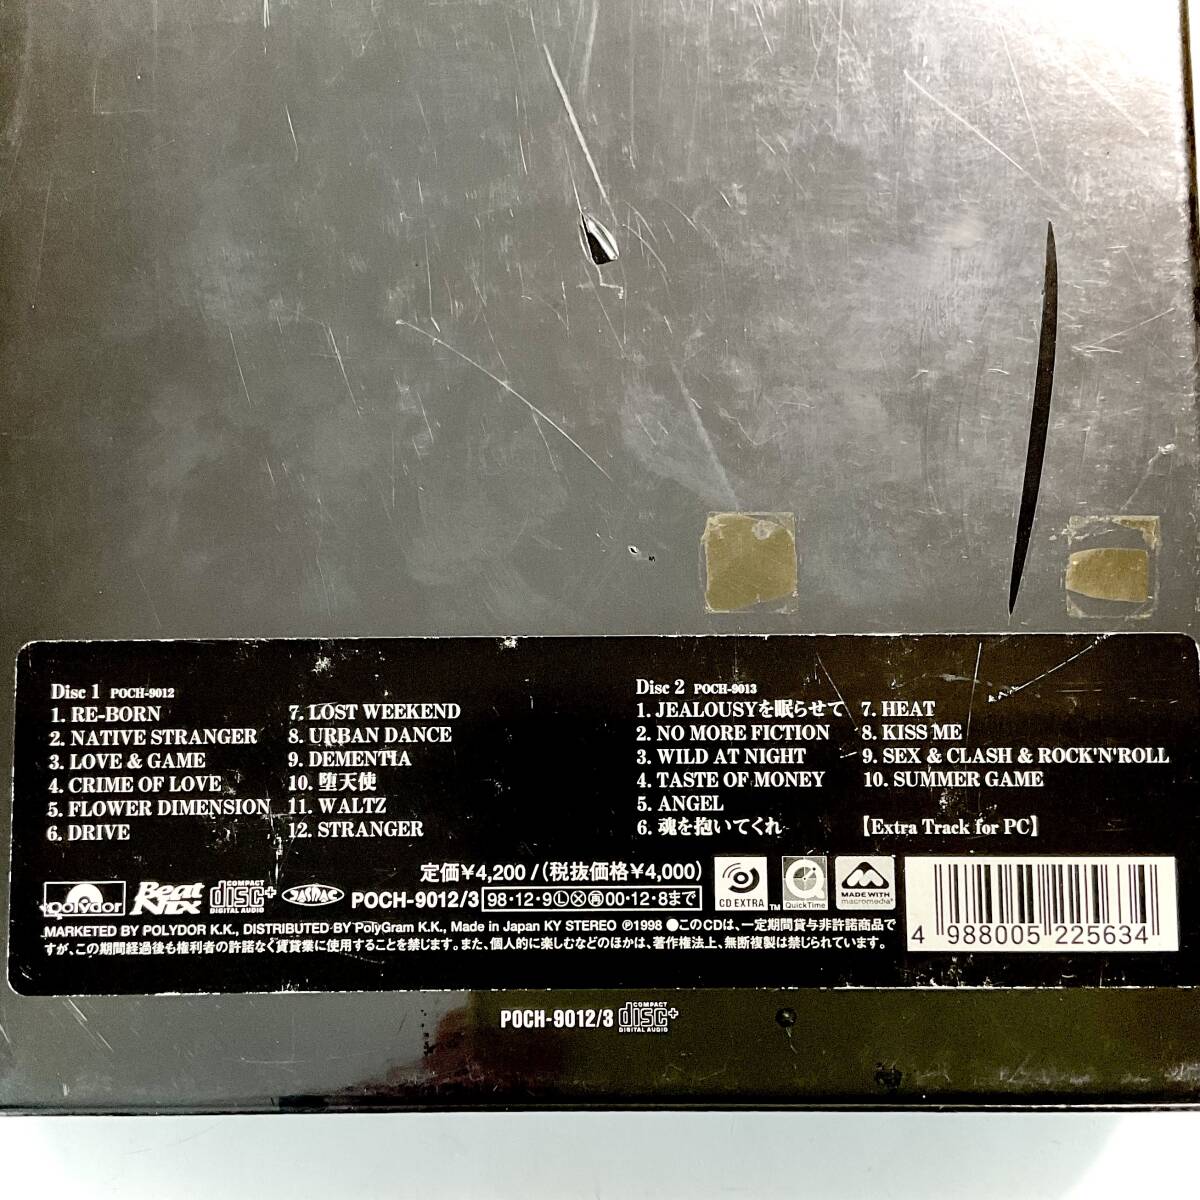 Disc 1 POCH-9012
1. RE-BORN
2. NATIVE STRANGER
3. LOVE & GAME
4. CRIME OF LOVE
5. FLOWER DIMENSION
6. DRIVE
7. LOST WEEKEND
8. URBAN DANCE
9. DEMENTIA
10. 堕天使
11. WALTZ
12. STRANGER
Disc 2 POCH-9013
1. JEALOUSYを眠らせて
2. NO MORE FICTION
3. WILD AT NIGHT
4. TASTE OF MONEY
5. ANGEL
6. 魂を抱いてくれ
7. HEAT
8. KISS ME
9. SEX & CLASH & ROCK'N'ROLL
10. SUMMER GAME
【Extra Track for PC】
定価¥4,200/(税抜価格¥4,000)
polydor
Beat Nix
COMPACT disc+ DIGITAL AUDIO
JASRAC
POCH-9012/3
98・12・9Ⓛ Ⓧ 再00・12・8まで
CD EXTRA TM
QuickTime
MADE WITH macromedia
MARKETED BY POLYDOR K.K., DISTRIBUTED BY PolyGram K.K., Made in Japan KY STEREO ℗1998 ●このCDは、一定期間貸与非許諾商品で
すが、この期間経過後も権利者の許諾なく賃貸業に使用することを禁じます。また、個人的に楽しむなどのほかは、著作権法上、無断複製は禁じられています。
4 988005 225634
POCH-9012/3 COMPACT disc+ DIGITAL AUDIO